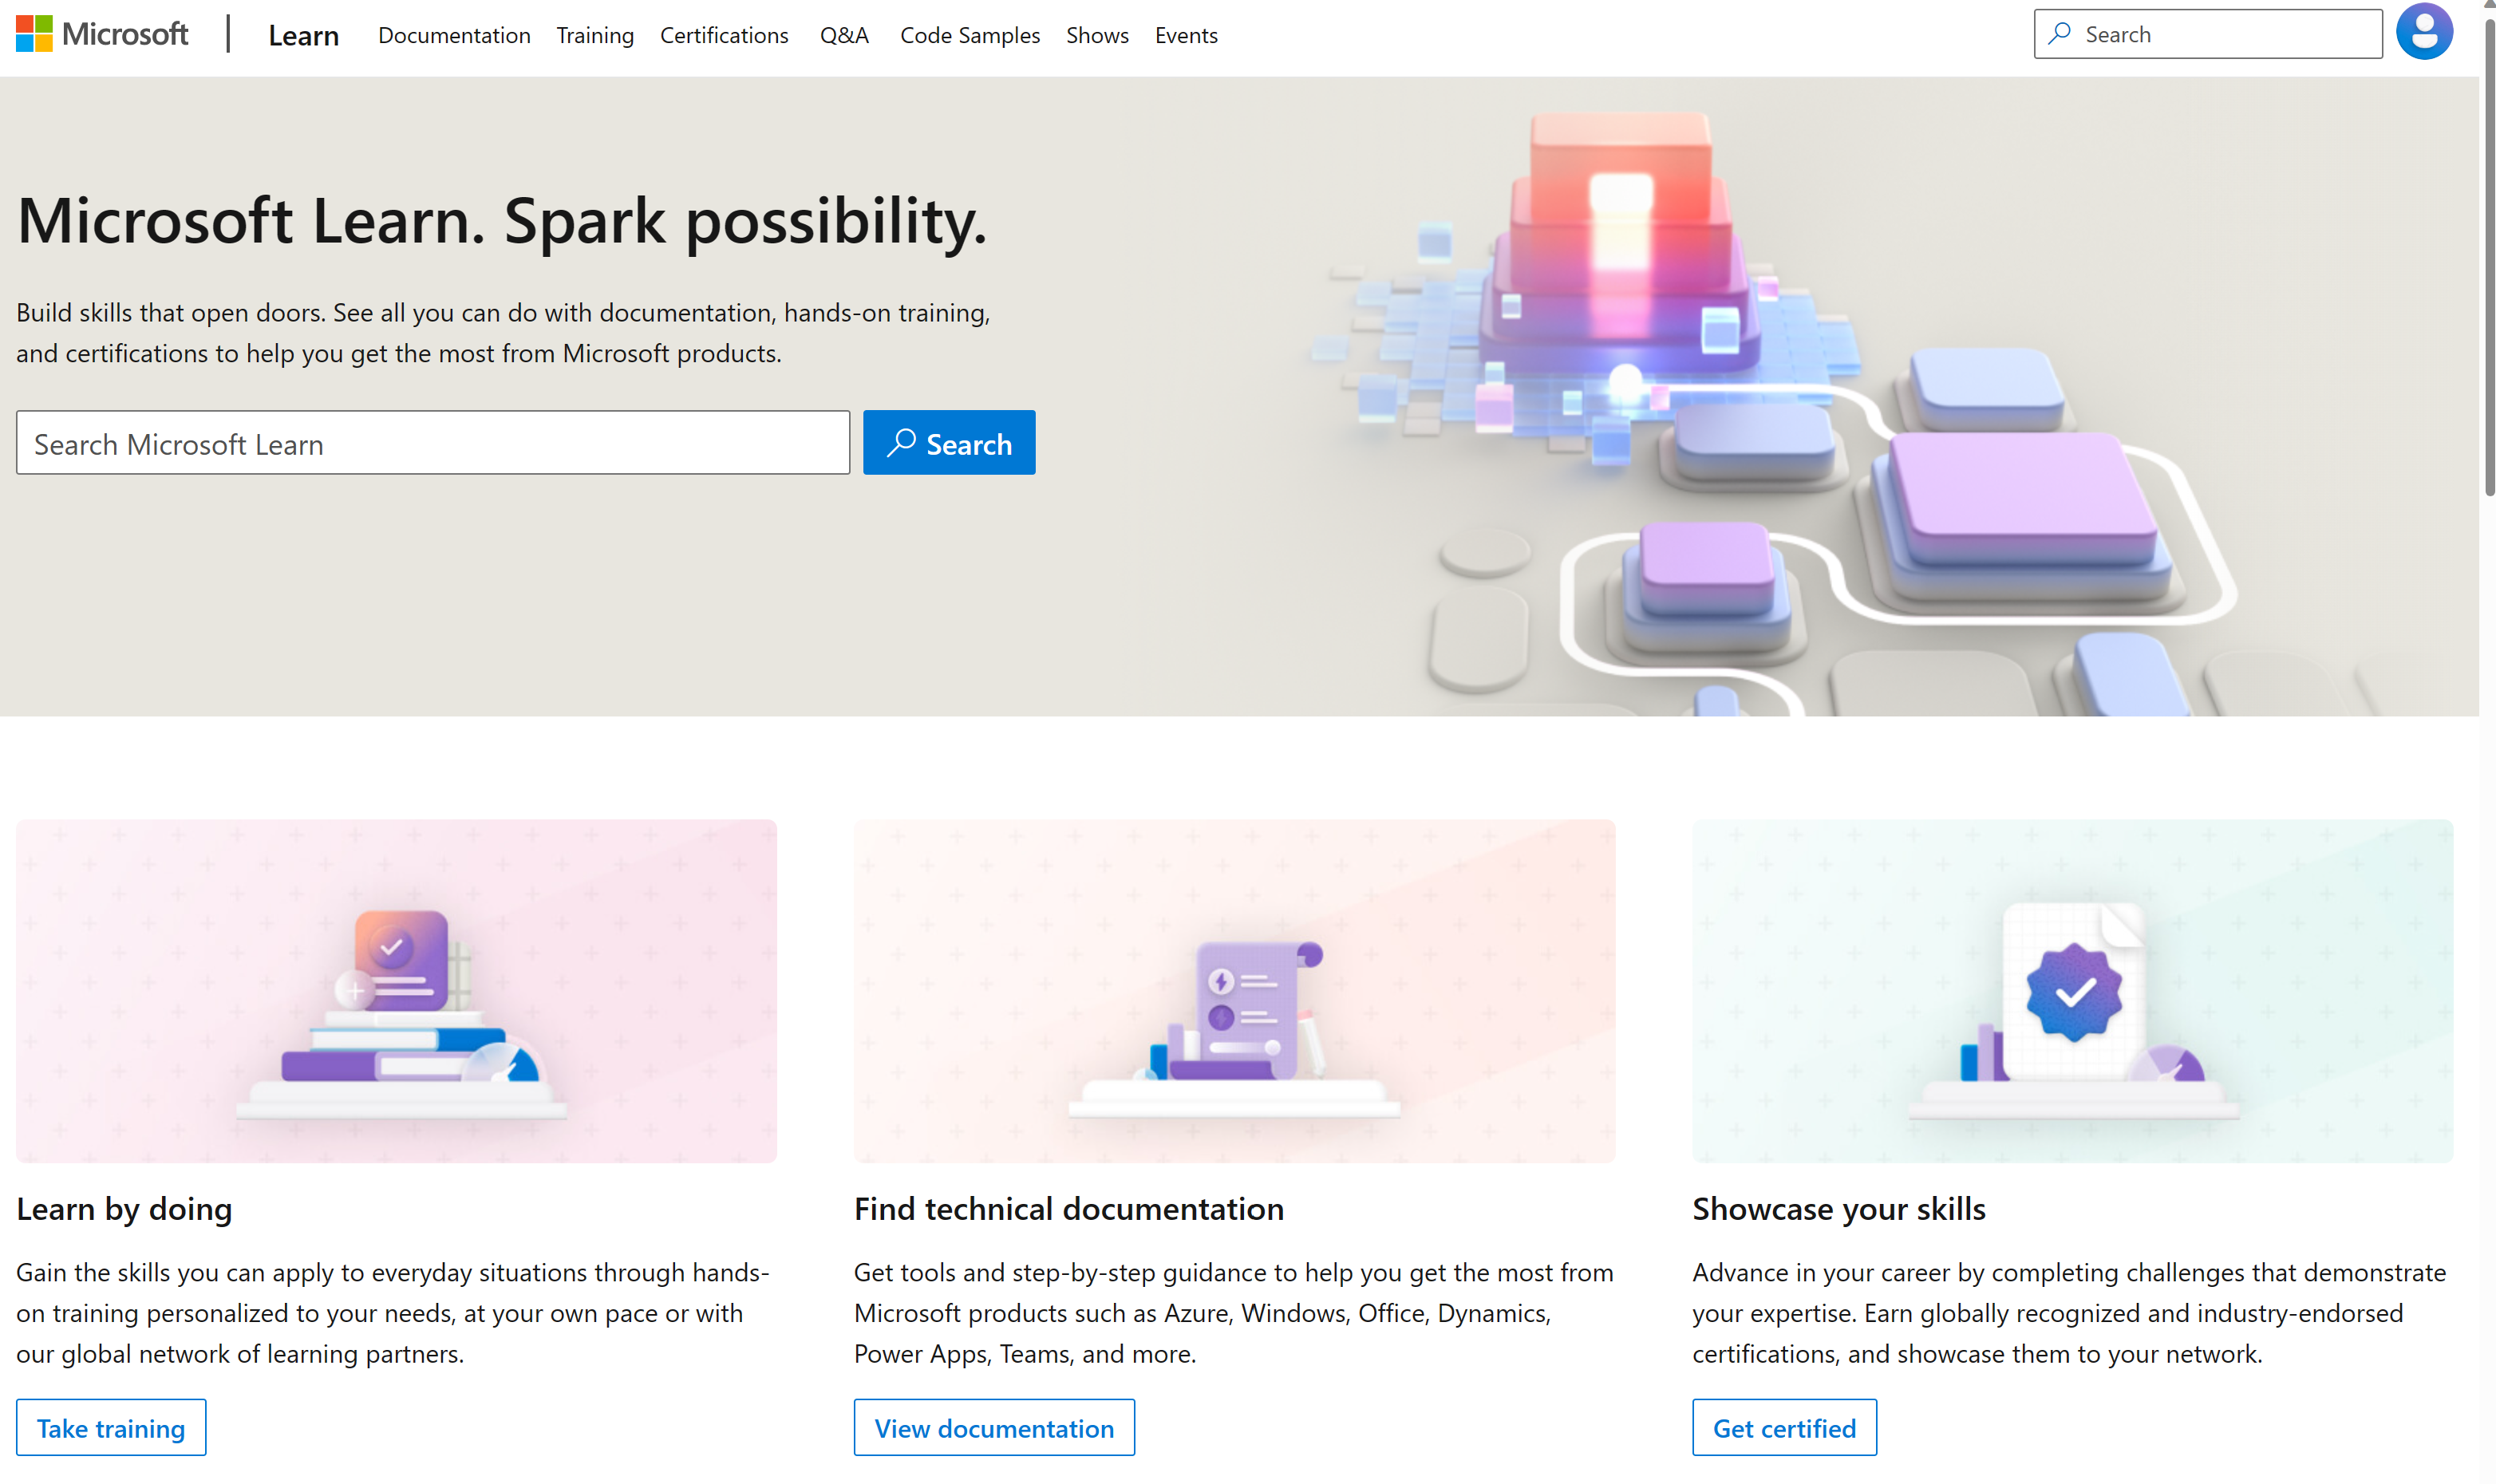 Microsoft
Learn
Documentation
Training
Certifications
Q&A
Code Samples
Shows
Events
Search
Microsoft Learn. Spark possibility.
Build skills that open doors. See all you can do with documentation, hands-on training,
and certifications to help you get the most from Microsoft products.
Search Microsoft Learn
Search
Learn by doing
Gain the skills you can apply to everyday situations through hands-
on training personalized to your needs, at your own pace or with
our global network of learning partners.
Take training
Find technical documentation
Get tools and step-by-step guidance to help you get the most from
Microsoft products such as Azure, Windows, Office, Dynamics,
Power Apps, Teams, and more.
View documentation
Showcase your skills
Advance in your career by completing challenges that demonstrate
your expertise. Earn globally recognized and industry-endorsed
certifications, and showcase them to your network.
Get certified